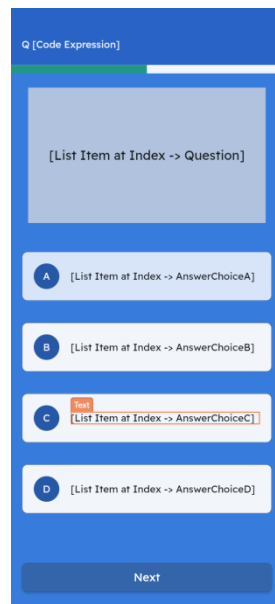 Q [Code Expression]
[List Item at Index -> Question]
A [List Item at Index -> AnswerChoiceA]
B [List Item at Index -> AnswerChoiceB]
Text
C [List Item at Index -> AnswerChoiceC]
D [List Item at Index -> AnswerChoiceD]
Next